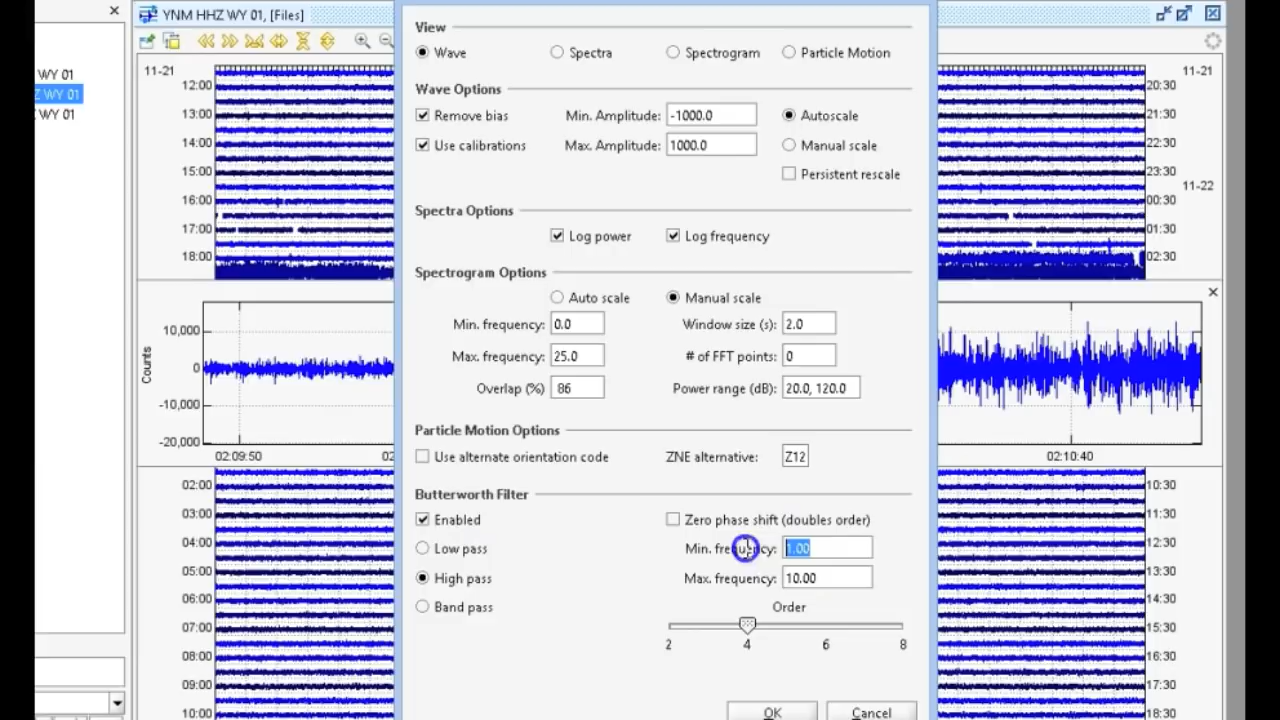 YNM HHZ WY 01, [Files]
WY 01
Z WY 01
WY 01
11-21
12:00
13:00
14:00
15:00
16:00
17:00
18:00
View
Wave
Spectra
Spectrogram
Particle Motion
Wave Options
Remove bias
Min. Amplitude: -1000.0
Autoscale
Use calibrations
Max. Amplitude: 1000.0
Manual scale
Persistent rescale
Spectra Options
Log power
Log frequency
Spectrogram Options
Auto scale
Manual scale
Min. frequency: 0.0
Window size (s): 2.0
Max. frequency: 25.0
# of FFT points: 0
Overlap (%) 86
Power range (dB): 20.0, 120.0
Particle Motion Options
Use alternate orientation code
ZNE alternative: Z12
Butterworth Filter
Enabled
Zero phase shift (doubles order)
Low pass
Min. frequency: 1.00
High pass
Max. frequency: 10.00
Band pass
Order
2 4 6 8
OK
Cancel
11-21
20:30
21:30
22:30
23:30
11-22
00:30
01:30
02:30
Counts
10,000
0
-10,000
-20,000
02:09:50
02
02:10:40
02:00
03:00
04:00
05:00
06:00
07:00
08:00
09:00
10:00
10:30
11:30
12:30
13:30
14:30
15:30
16:30
17:30
18:30